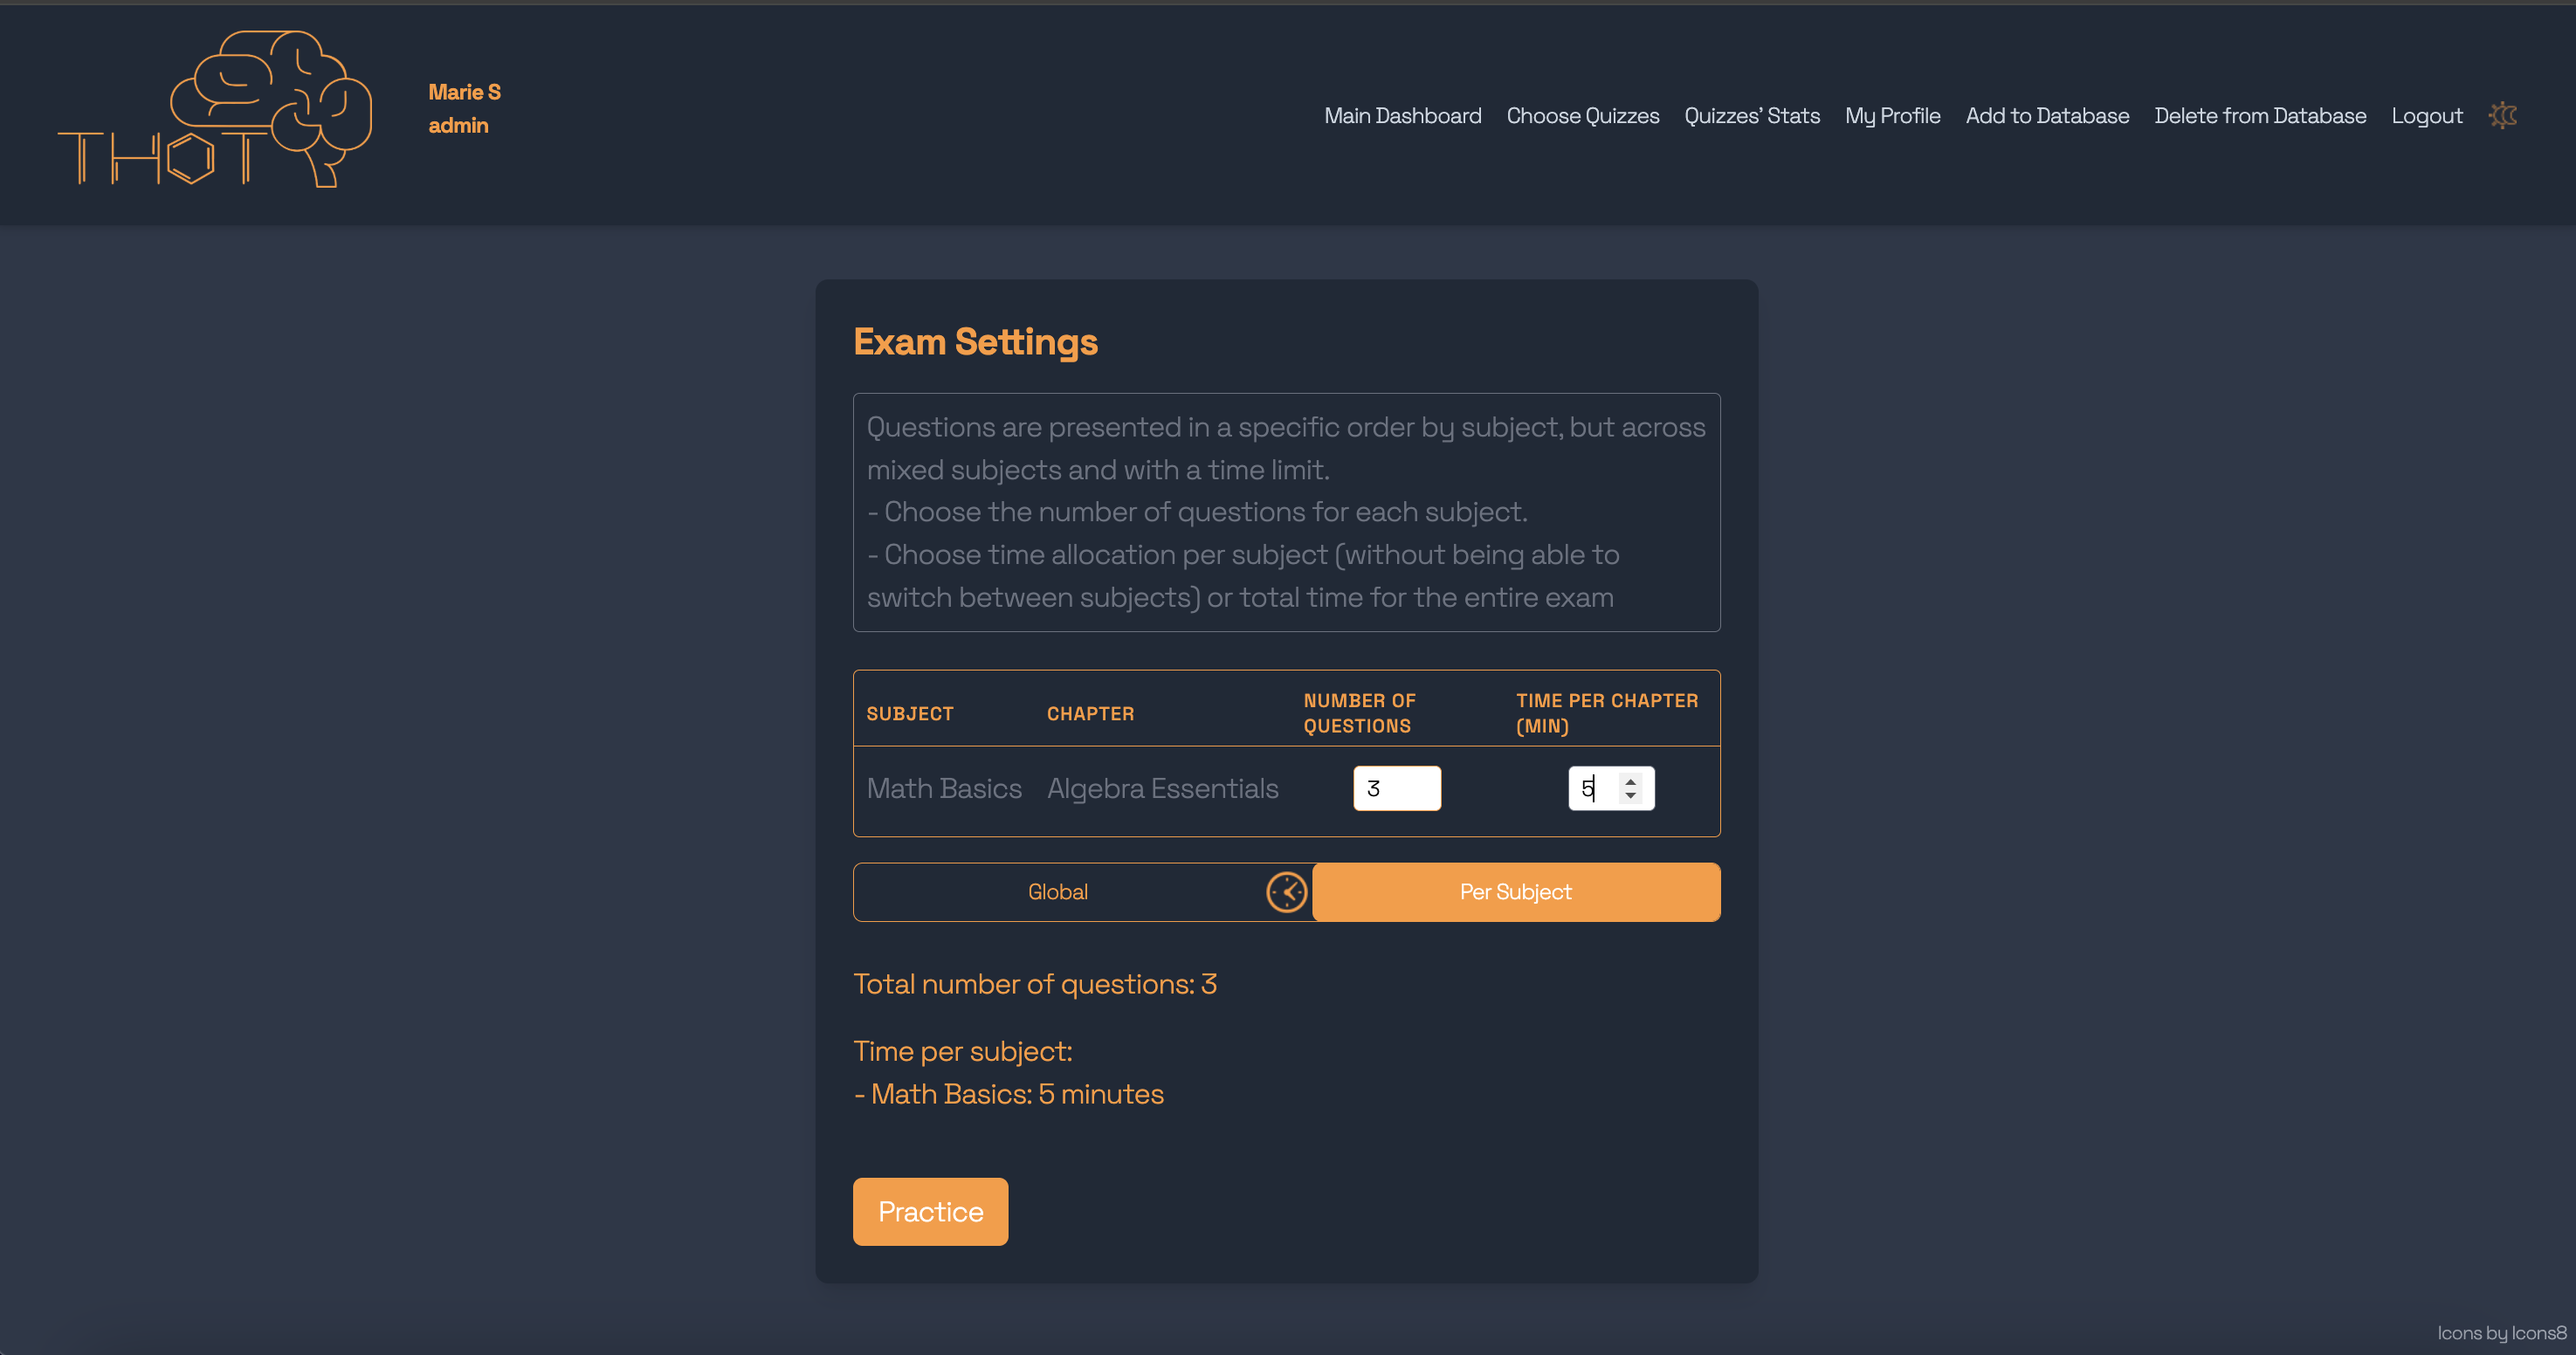 THOT
Marie S
admin
Main Dashboard Choose Quizzes Quizzes' Stats My Profile Add to Database Delete from Database Logout
Exam Settings
Questions are presented in a specific order by subject, but across
mixed subjects and with a time limit.
- Choose the number of questions for each subject.
- Choose time allocation per subject (without being able to
switch between subjects) or total time for the entire exam
SUBJECT CHAPTER NUMBER OF QUESTIONS TIME PER CHAPTER (MIN)
Math Basics Algebra Essentials 3 5
Global Per Subject
Total number of questions: 3
Time per subject:
- Math Basics: 5 minutes
Practice
Icons by Icons8